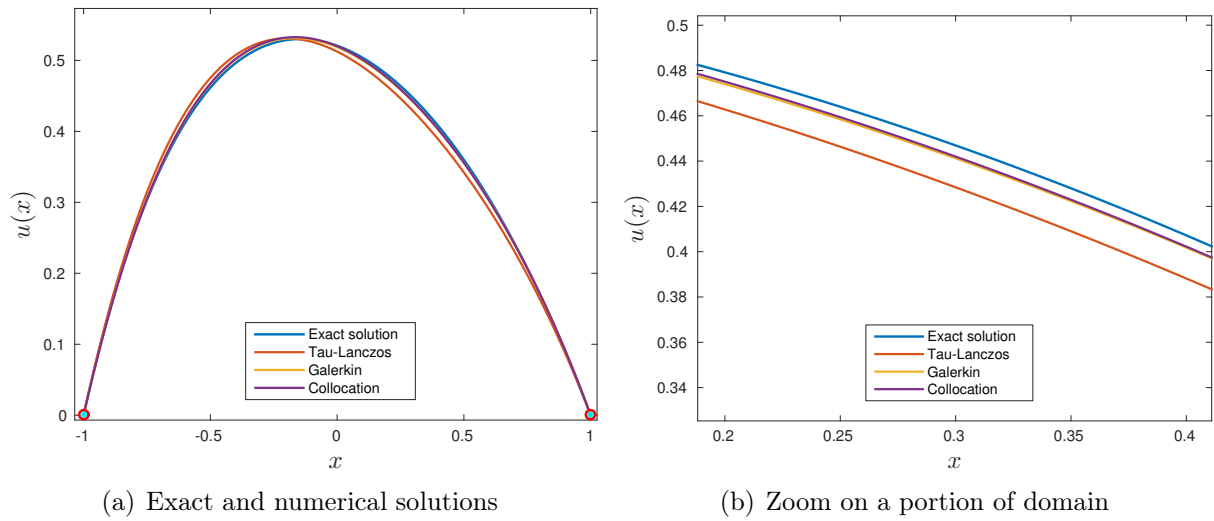 0.5
0.4
0.3
0.2
0.1
0
u(x)
-1
-0.5
0
0.5
1
x
Exact solution
Tau-Lanczos
Galerkin
Collocation
(a) Exact and numerical solutions
0.5
0.48
0.46
0.44
0.42
0.4
0.38
0.36
0.34
u(x)
0.2
0.25
0.3
0.35
0.4
x
Exact solution
Tau-Lanczos
Galerkin
Collocation
(b) Zoom on a portion of domain